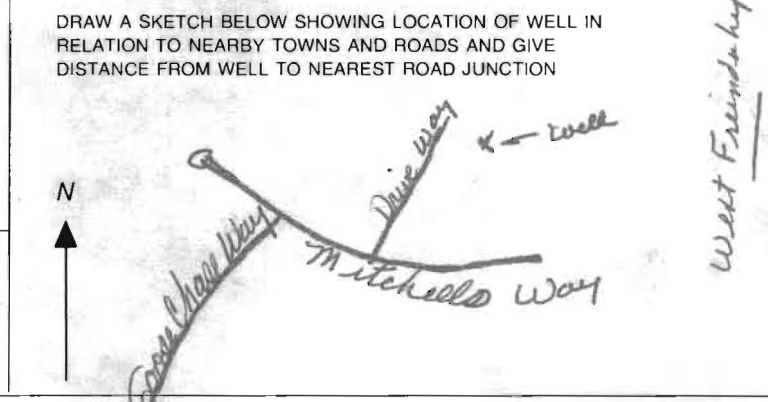 DRAW A SKETCH BELOW SHOWING LOCATION OF WELL IN
RELATION TO NEARBY TOWNS AND ROADS AND GIVE
DISTANCE FROM WELL TO NEAREST ROAD JUNCTION
N
Drive way
x ← well
West Freindship
Goose Chase Way
Mitchells Way